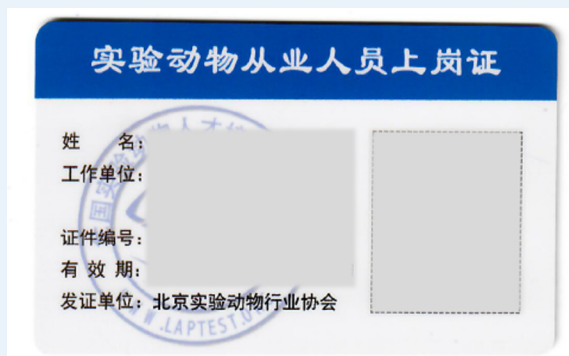 实验动物从业人员上岗证
姓 名：
工作单位：
证件编号：
有 效 期：
发证单位：北京实验动物行业协会
WWW.LAPTEST.